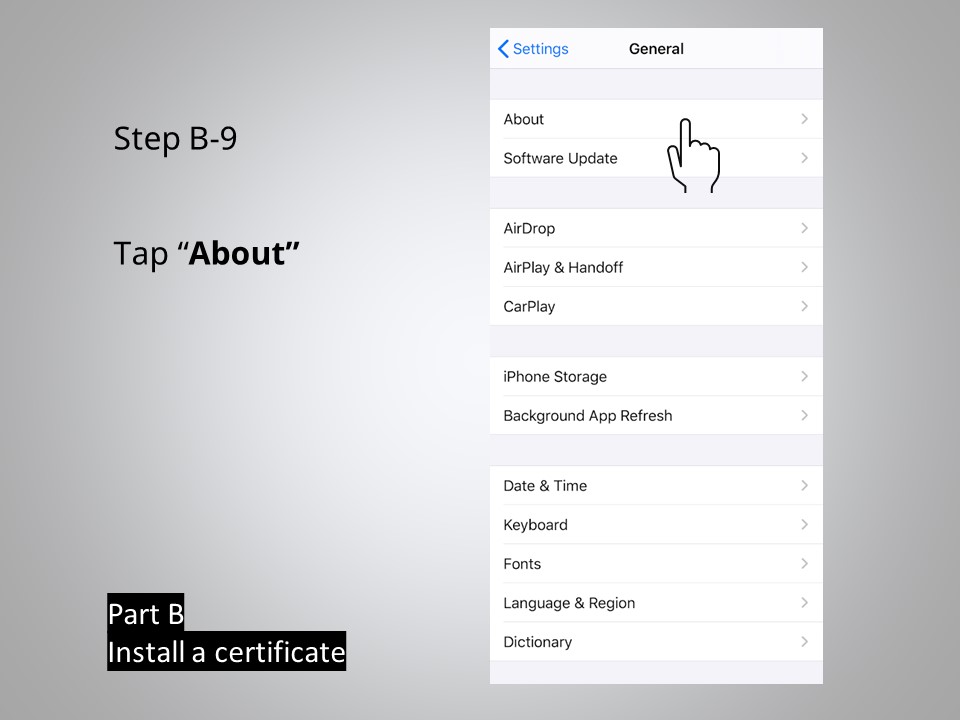 Step B-9
Tap “About”
Part B
Install a certificate
Settings
General
About
Software Update
AirDrop
AirPlay & Handoff
CarPlay
iPhone Storage
Background App Refresh
Date & Time
Keyboard
Fonts
Language & Region
Dictionary